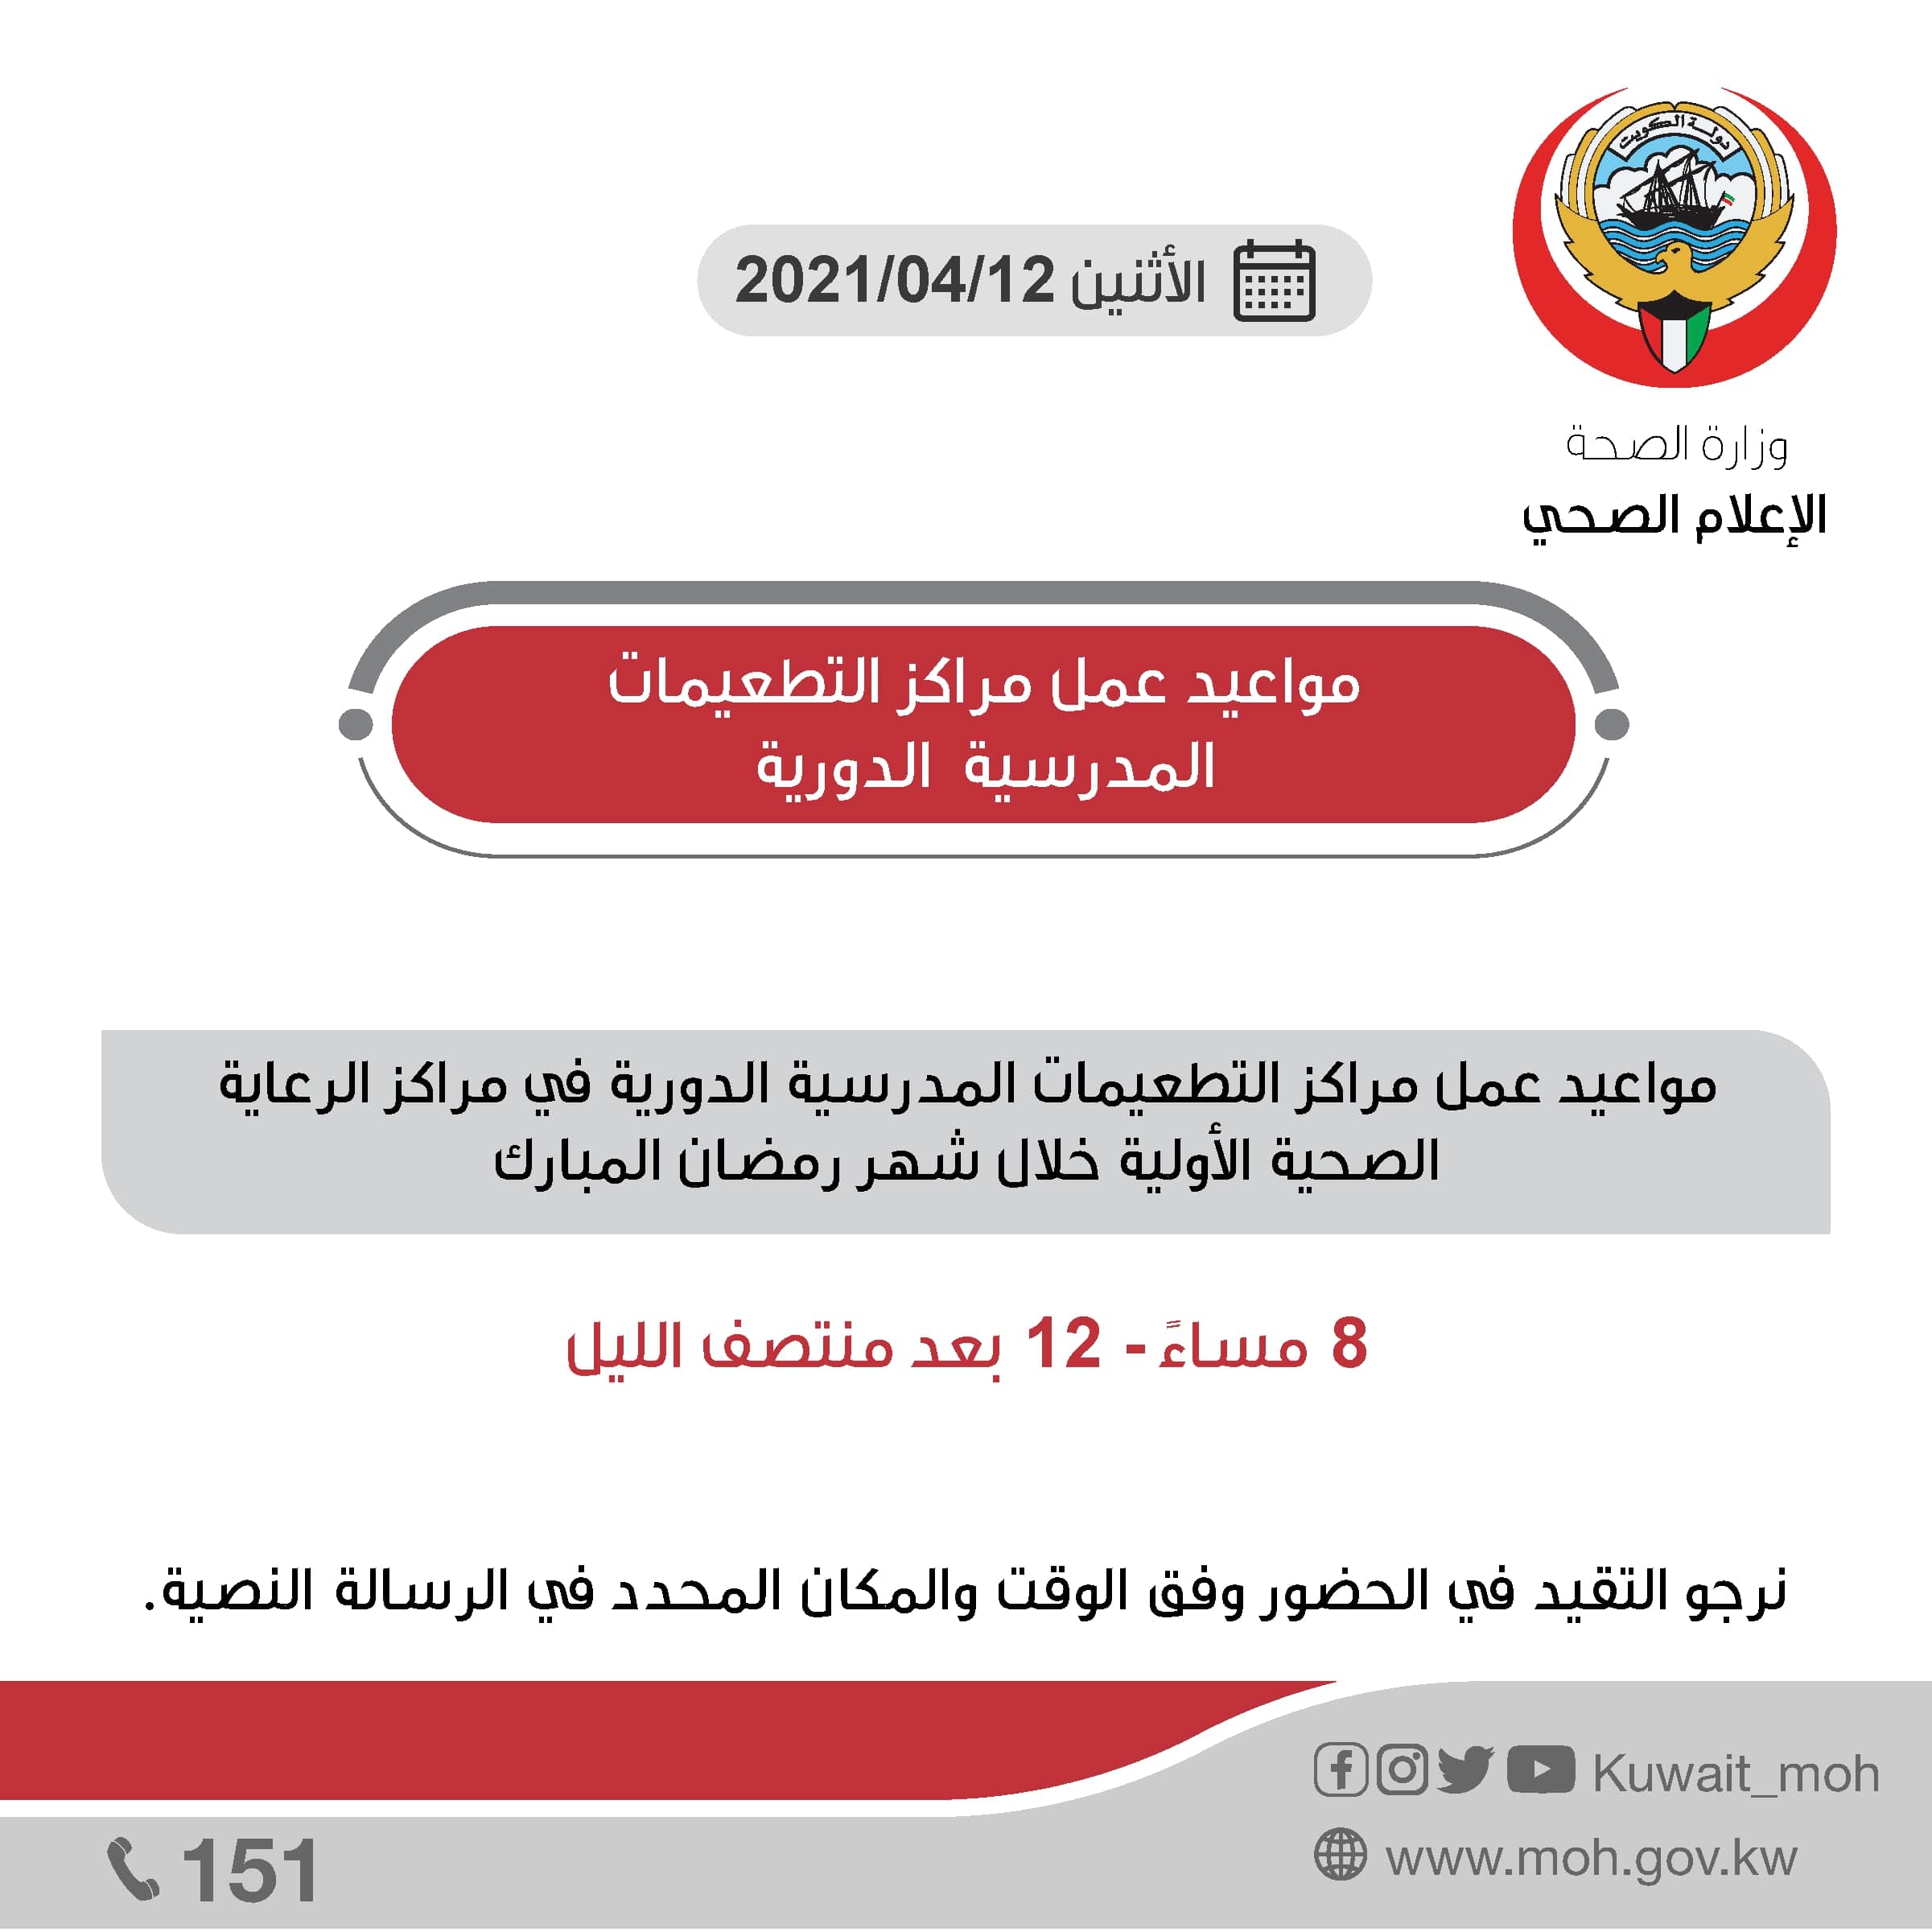 دولة الكويت
الأثنين 2021/04/12
وزارة الصحة
الإعلام الصحي
مواعيد عمل مراكز التطعيمات
المدرسية الدورية
مواعيد عمل مراكز التطعيمات المدرسية الدورية في مراكز الرعاية
الصحية الأولية خلال شهر رمضان المبارك
8 مساءً - 12 بعد منتصف الليل
نرجو التقيد في الحضور وفق الوقت والمكان المحدد في الرسالة النصية.
Kuwait_moh
www.moh.gov.kw
151